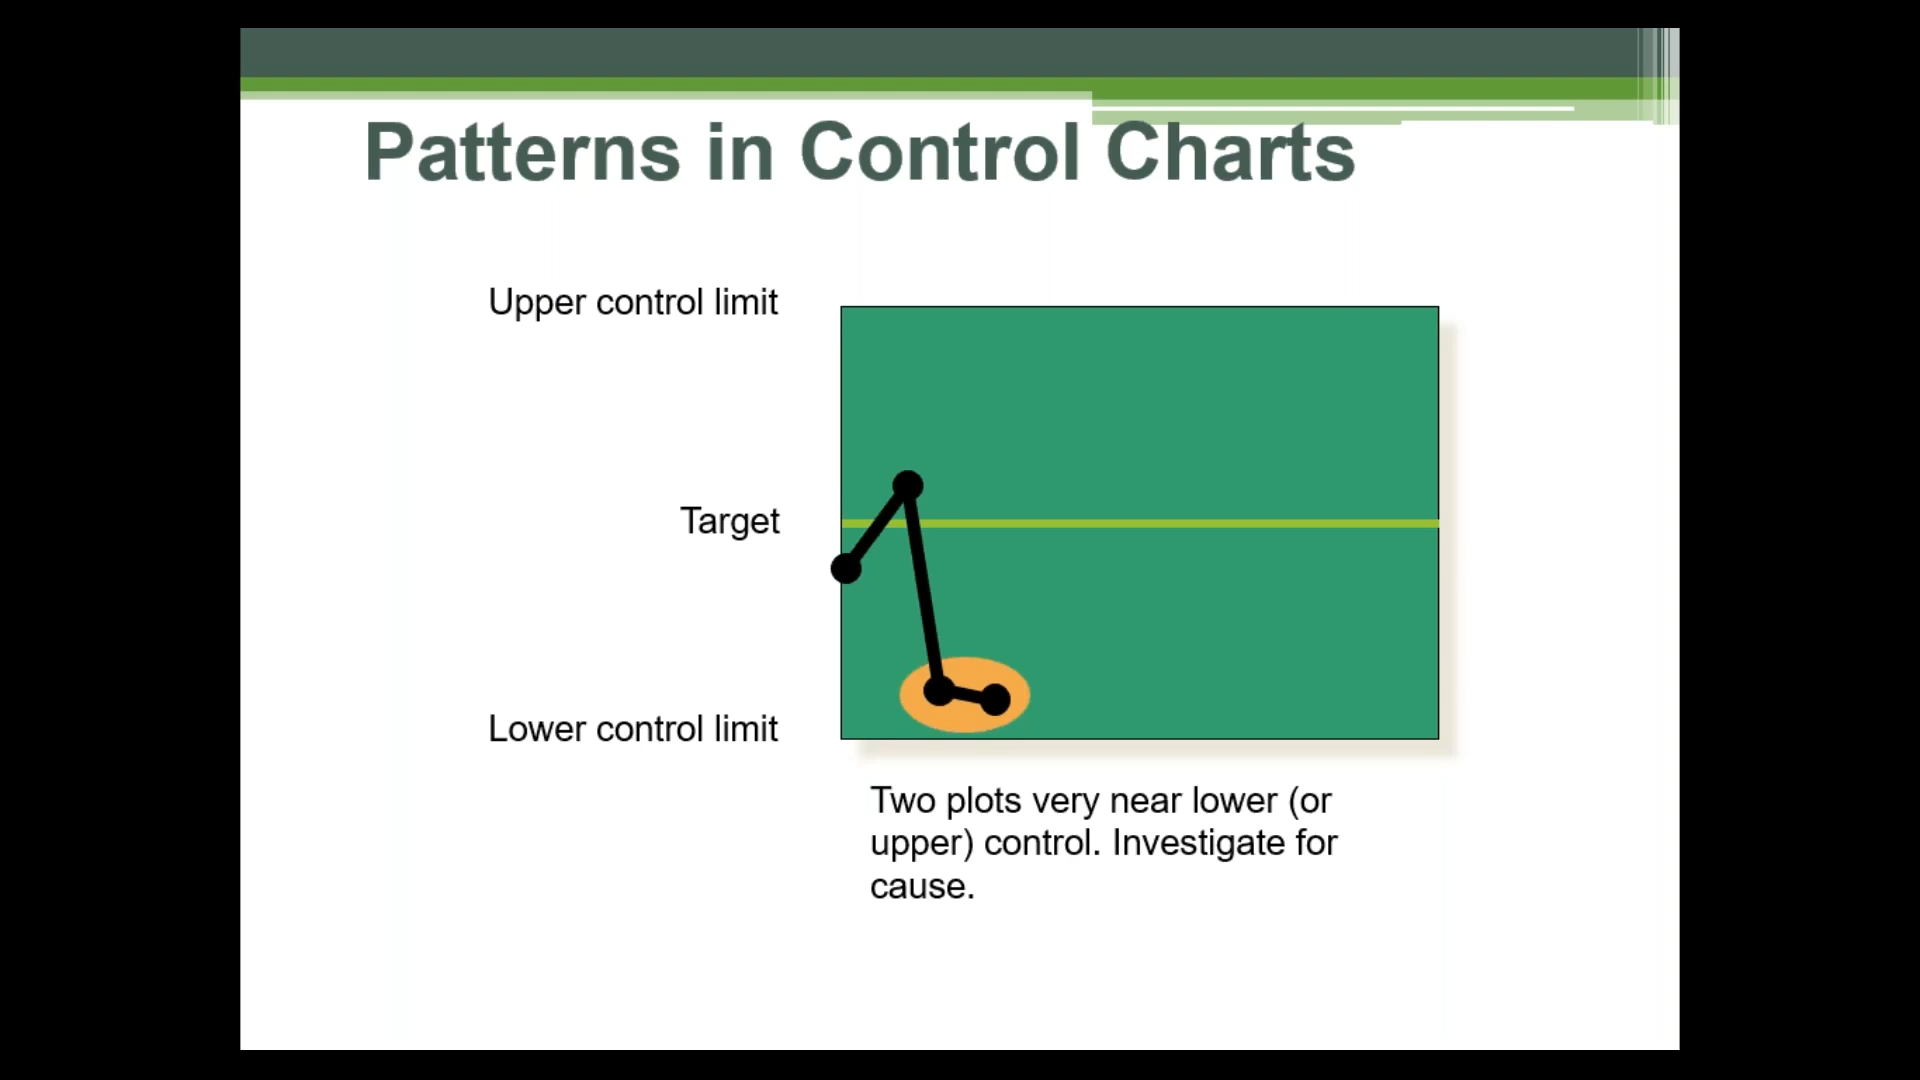 Patterns in Control Charts
Upper control limit
Target
Lower control limit
Two plots very near lower (or
upper) control. Investigate for
cause.